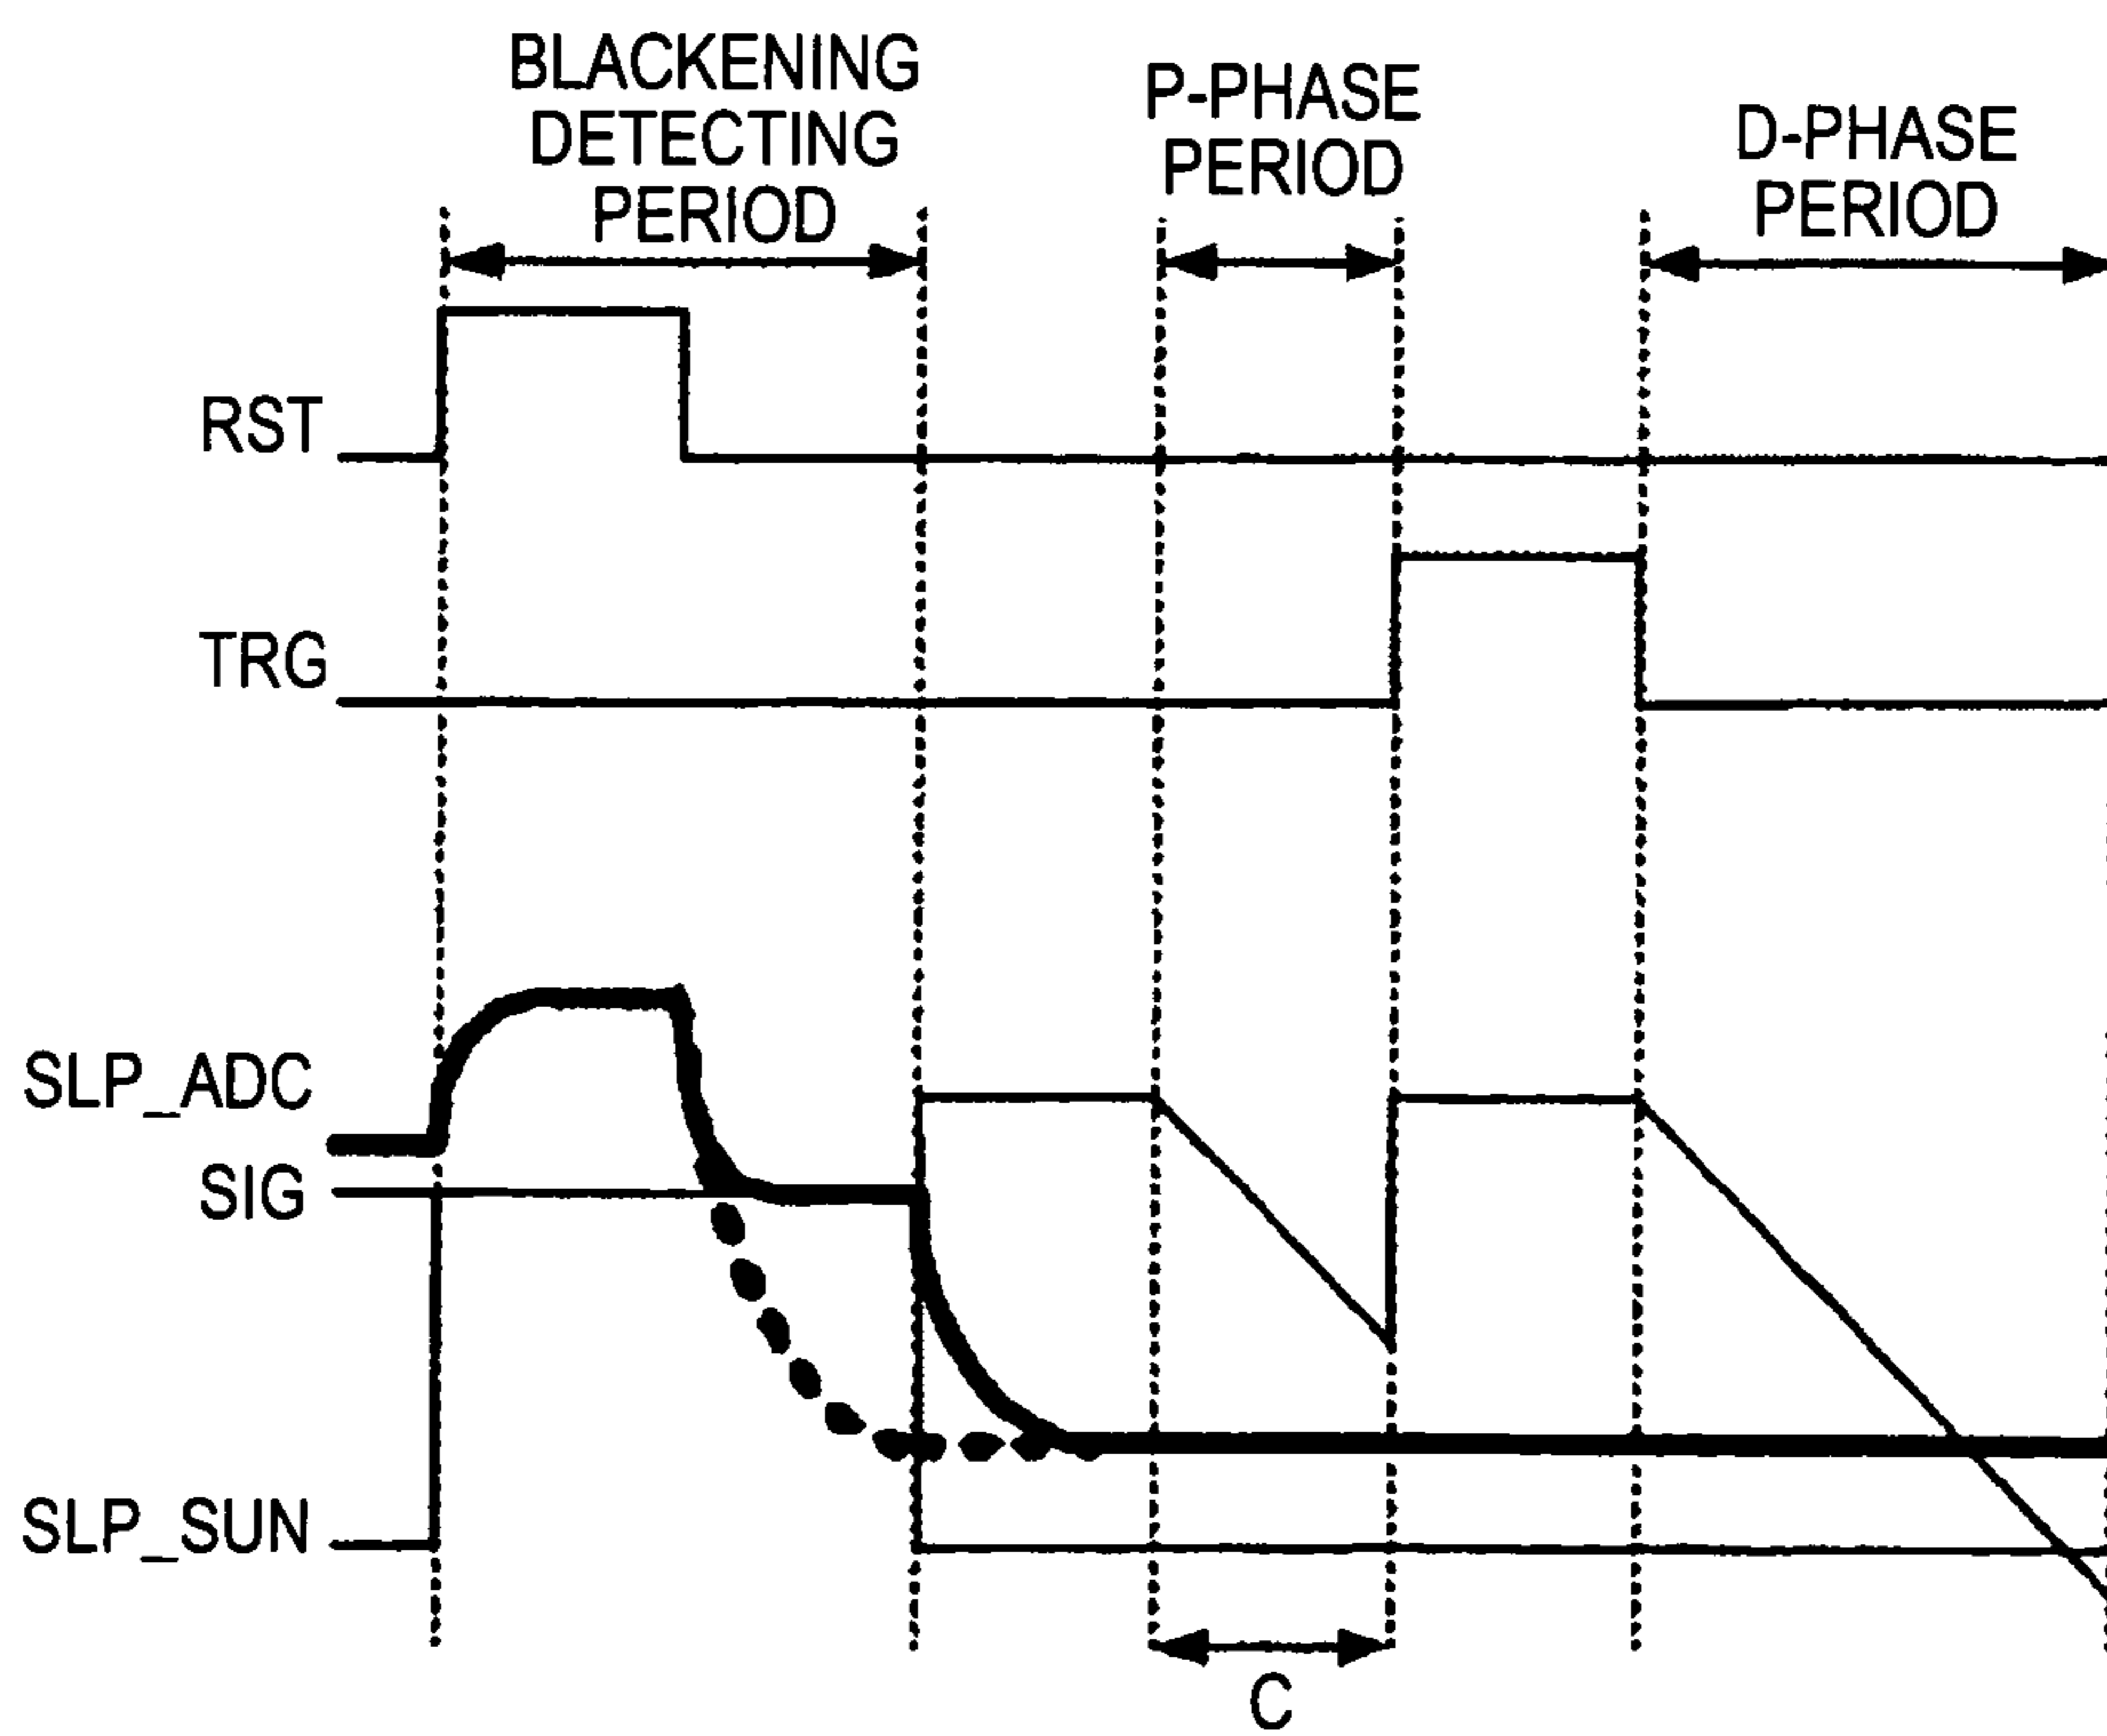 BLACKENING
DETECTING
PERIOD
P-PHASE
PERIOD
D-PHASE
PERIOD
RST
TRG
SLP_ADC
SIG
SLP_SUN
C